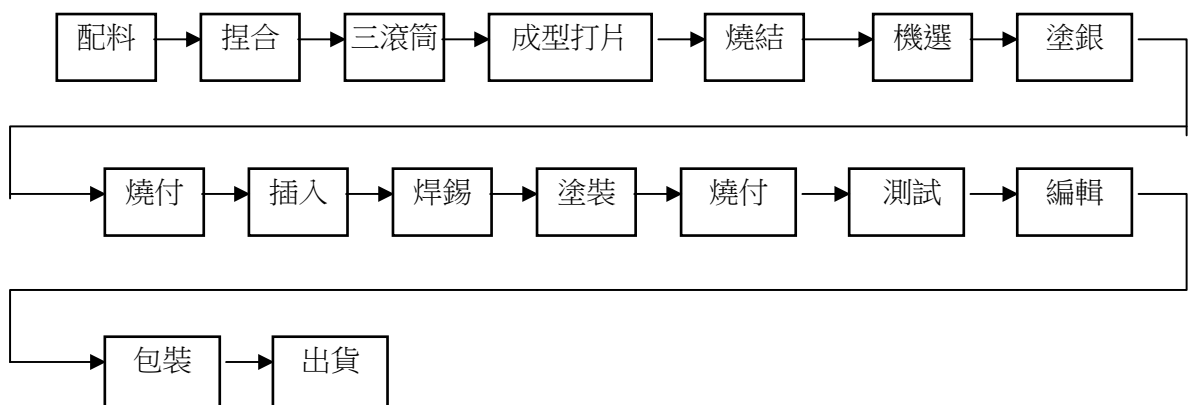 配料 捏合 三滾筒 成型打片 燒結 機選 塗銀
燒付 插入 焊錫 塗裝 燒付 測試 編輯
包裝 出貨